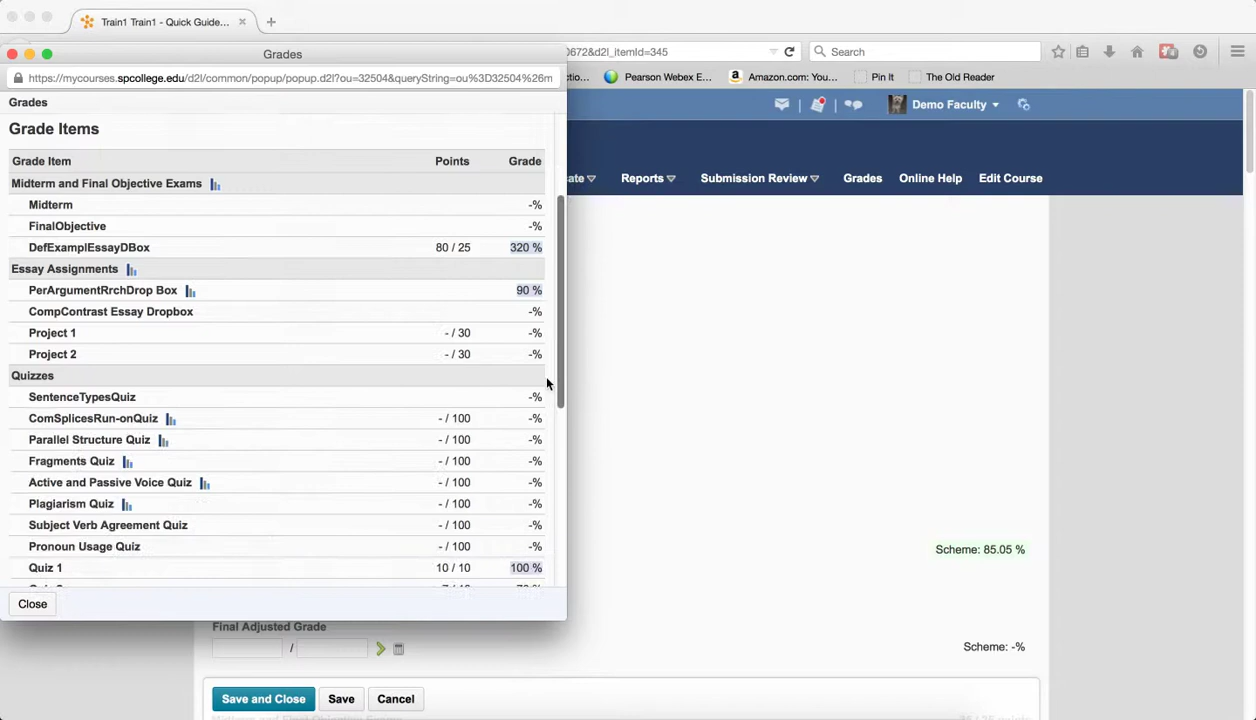 Train1 Train1 - Quick Guide...
Grades
0672&d2l_itemId=345
Search
https://mycourses.spcollege.edu/d2l/common/popup/popup.d2l?ou=32504&queryString=ou%3D32504%26m
ctio...
Pearson Webex E...
Amazon.com: You...
Pin It
The Old Reader
Grades
Demo Faculty
Grade Items
Grade Item Points Grade
ate Reports Submission Review Grades Online Help Edit Course
Midterm and Final Objective Exams
Midterm -%
FinalObjective -%
DefExamplEssayDBox 80 / 25 320 %
Essay Assignments
PerArgumentRrchDrop Box 90 %
CompContrast Essay Dropbox -%
Project 1 - / 30 -%
Project 2 - / 30 -%
Quizzes
SentenceTypesQuiz -%
ComSplicesRun-onQuiz - / 100 -%
Parallel Structure Quiz - / 100 -%
Fragments Quiz - / 100 -%
Active and Passive Voice Quiz - / 100 -%
Plagiarism Quiz - / 100 -%
Subject Verb Agreement Quiz - / 100 -%
Pronoun Usage Quiz - / 100 -%
Scheme: 85.05 %
Quiz 1 10 / 10 100 %
Close
Final Adjusted Grade
/
Scheme: -%
Save and Close Save Cancel